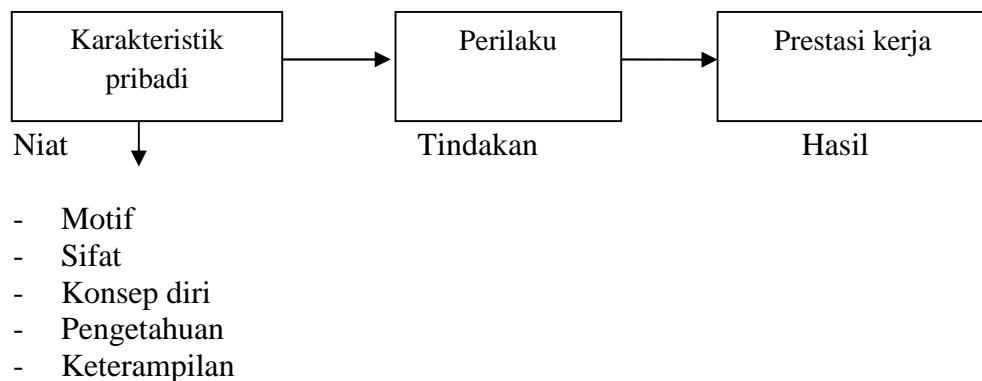 Karakteristik
pribadi
Perilaku
Prestasi kerja
Niat
Tindakan
Hasil
- Motif
- Sifat
- Konsep diri
- Pengetahuan
- Keterampilan